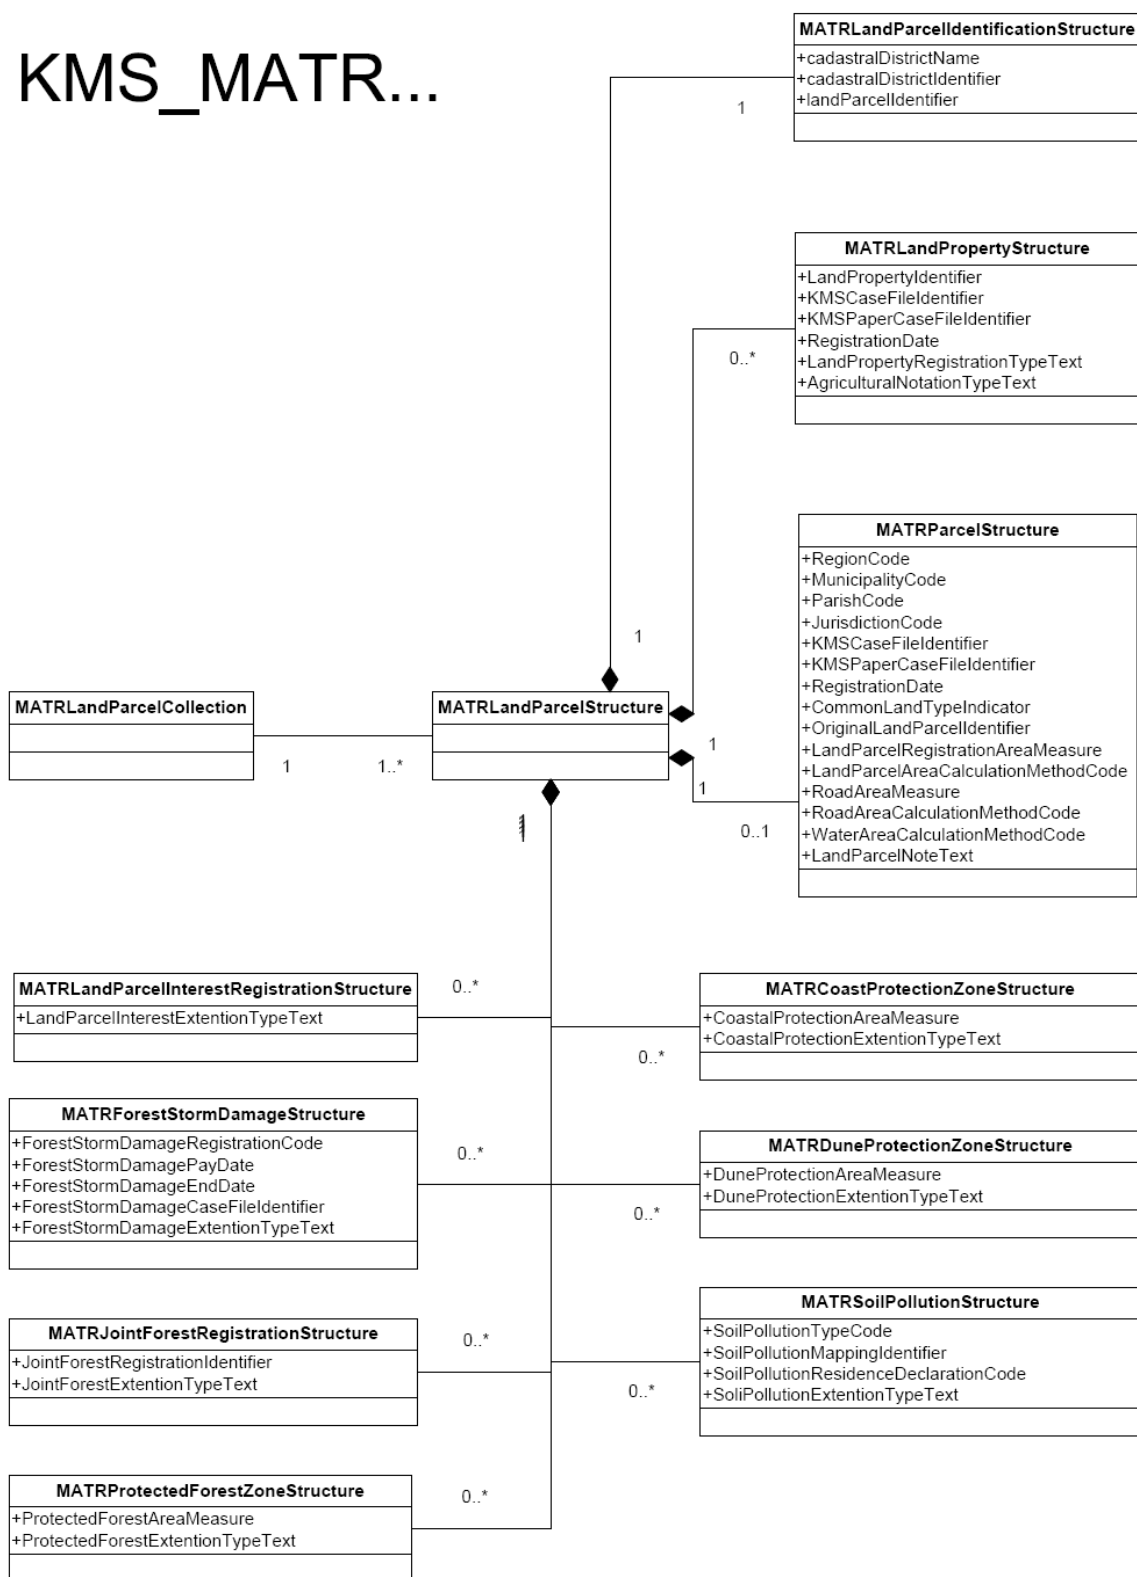 KMS_MATR...
MATRLandParcelIdentificationStructure
+cadastralDistrictName
+cadastralDistrictIdentifier
+landParcelIdentifier
1
MATRLandPropertyStructure
+LandPropertyIdentifier
+KMSCaseFileIdentifier
+KMSPaperCaseFileIdentifier
+RegistrationDate
+LandPropertyRegistrationTypeText
+AgriculturalNotationTypeText
0..*
MATRParcelStructure
+RegionCode
+MunicipalityCode
+ParishCode
+JurisdictionCode
+KMSCaseFileIdentifier
+KMSPaperCaseFileIdentifier
+RegistrationDate
+CommonLandTypeIndicator
+OriginalLandParcelIdentifier
+LandParcelRegistrationAreaMeasure
+LandParcelAreaCalculationMethodCode
+RoadAreaMeasure
+RoadAreaCalculationMethodCode
+WaterAreaCalculationMethodCode
+LandParcelNoteText
1
MATRLandParcelCollection
MATRLandParcelStructure
1
1..*
1
1
0..1
MATRLandParcelInterestRegistrationStructure
+LandParcelInterestExtentionTypeText
0..*
MATRCoastProtectionZoneStructure
+CoastalProtectionAreaMeasure
+CoastalProtectionExtentionTypeText
0..*
MATRForestStormDamageStructure
+ForestStormDamageRegistrationCode
+ForestStormDamagePayDate
+ForestStormDamageEndDate
+ForestStormDamageCaseFileIdentifier
+ForestStormDamageExtentionTypeText
0..*
MATRDuneProtectionZoneStructure
+DuneProtectionAreaMeasure
+DuneProtectionExtentionTypeText
0..*
MATRSoilPollutionStructure
+SoilPollutionTypeCode
+SoilPollutionMappingIdentifier
+SoilPollutionResidenceDeclarationCode
+SoliPollutionExtentionTypeText
0..*
MATRJointForestRegistrationStructure
+JointForestRegistrationIdentifier
+JointForestExtentionTypeText
0..*
MATRProtectedForestZoneStructure
+ProtectedForestAreaMeasure
+ProtectedForestExtentionTypeText
0..*